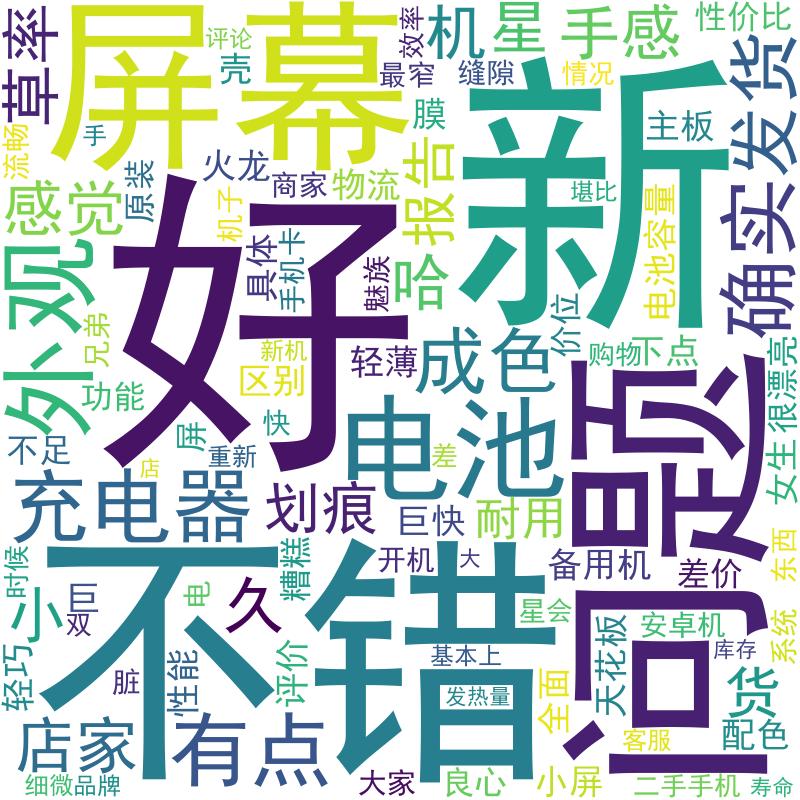 草率
屏幕
评论
壳
效率
机
星
手感
性价比
最窄
缝隙
情况
膜
主板
发货
流畅
手
新
感觉
原装
火龙
商家
物流
报告
堪比
确实
机子
具体
手机卡
魅族
哈
电池容量
外观
好
兄弟
价位
新机
轻薄
成色
购物
下点
很漂亮
功能
区别
屏
快
问题
女生
不足
重新
店
电池
差
充电器
划痕
巨快
耐用
不错
开机
大
备用机
差价
东西
时候
小
巨
双
电
久
糟糕
星会
天花板
安卓机
系统
轻巧
脏
性能
评价
基本上
库存
发热量
全面
货
客服
配色
店家
有点
细微
品牌
大家
良心
小屏
二手手机
寿命